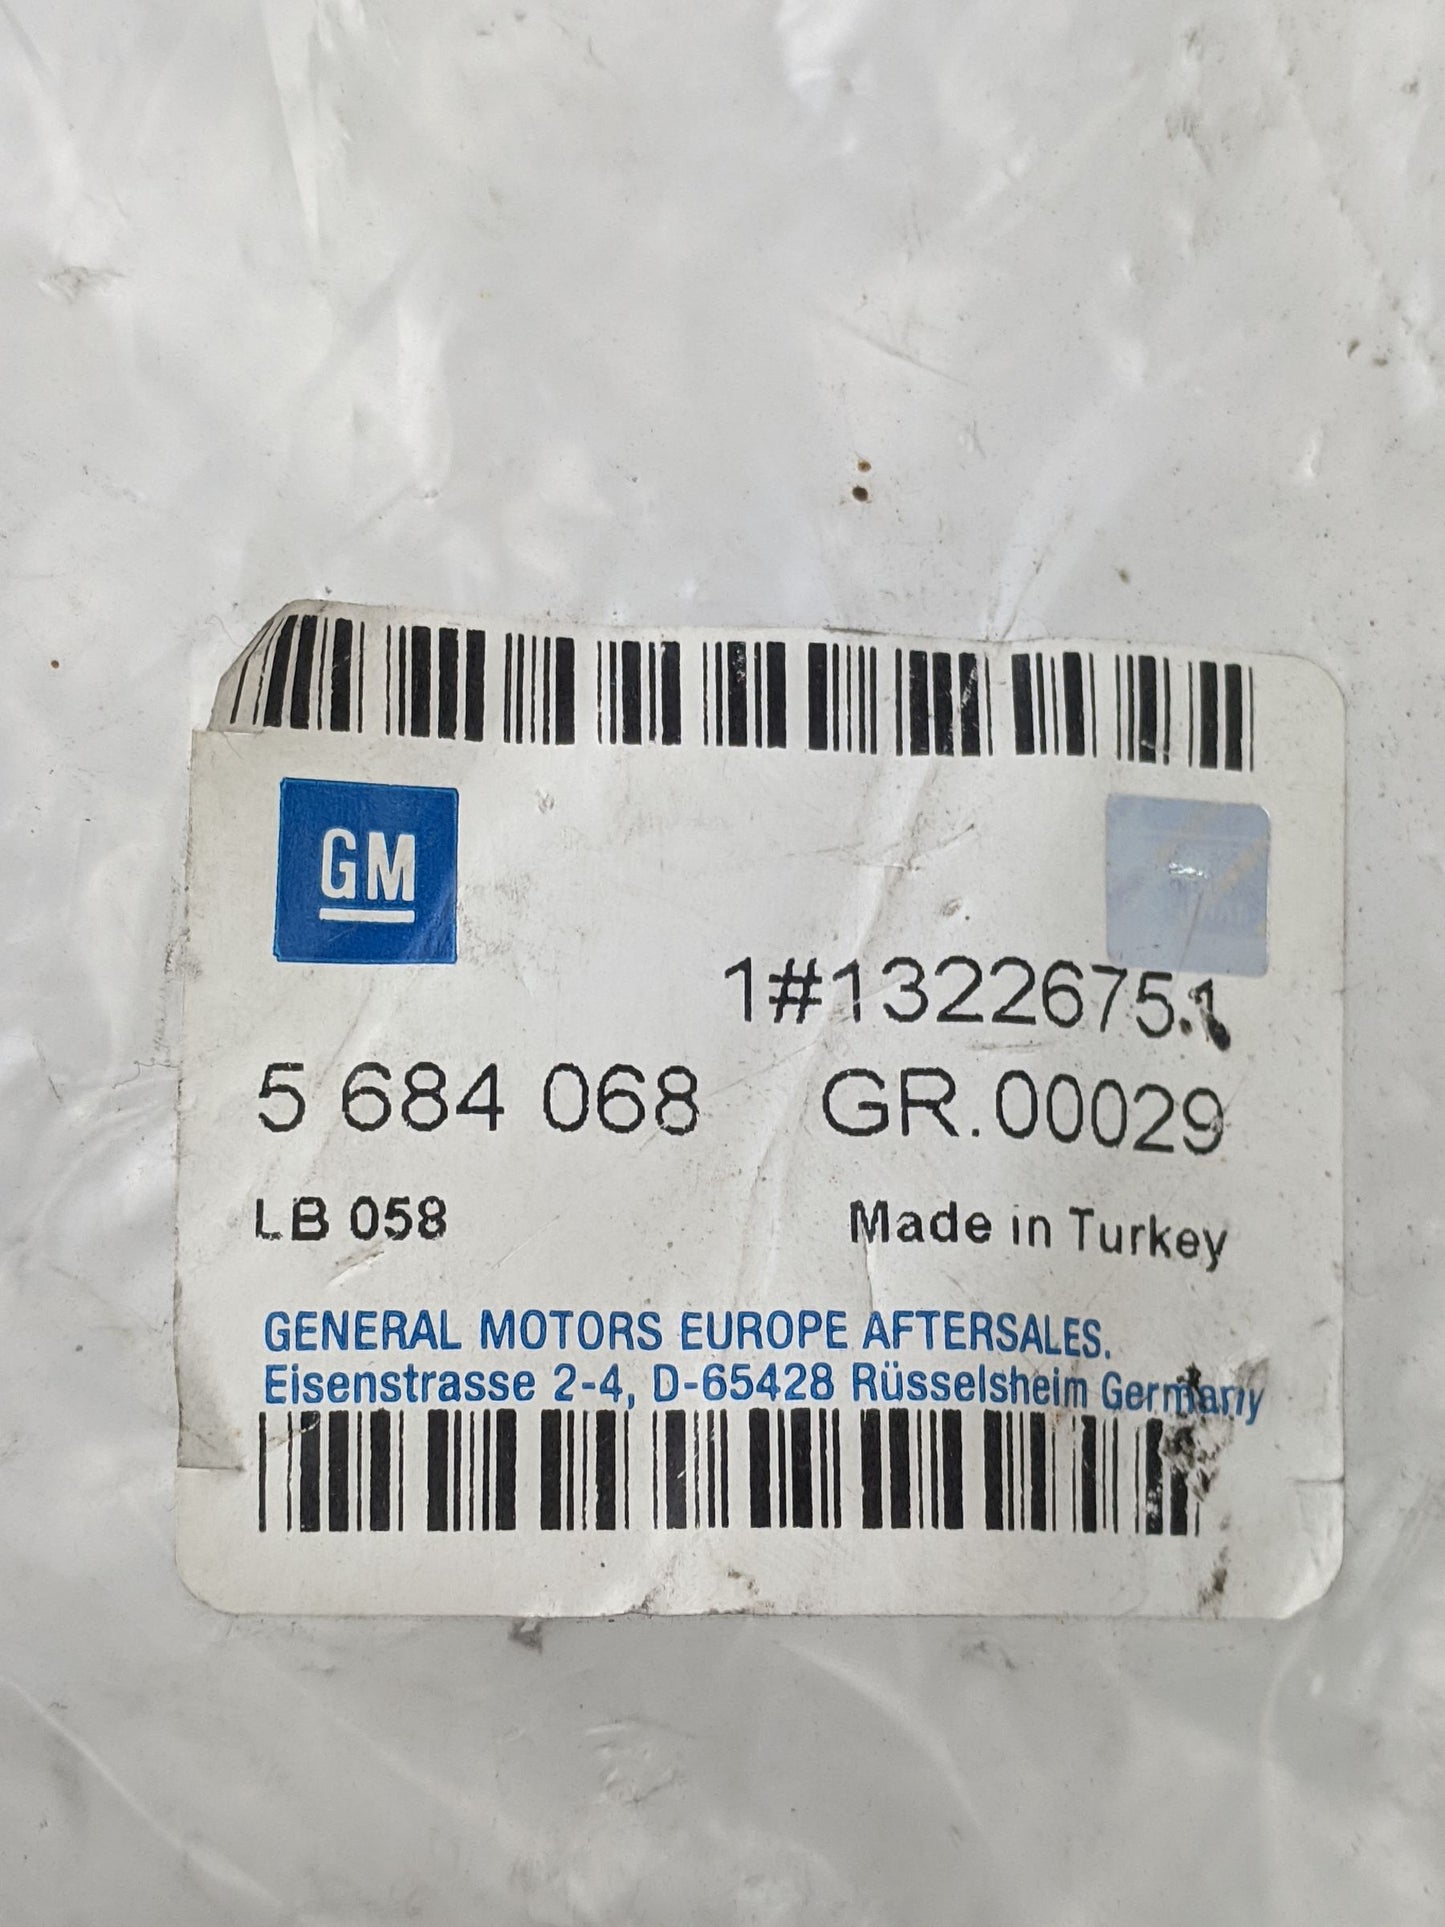 GM
1#13226751
5 684 068 GR.00029
LB 058 Made in Turkey
GENERAL MOTORS EUROPE AFTERSALES.
Eisenstrasse 2-4, D-65428 Rüsselsheim Germany